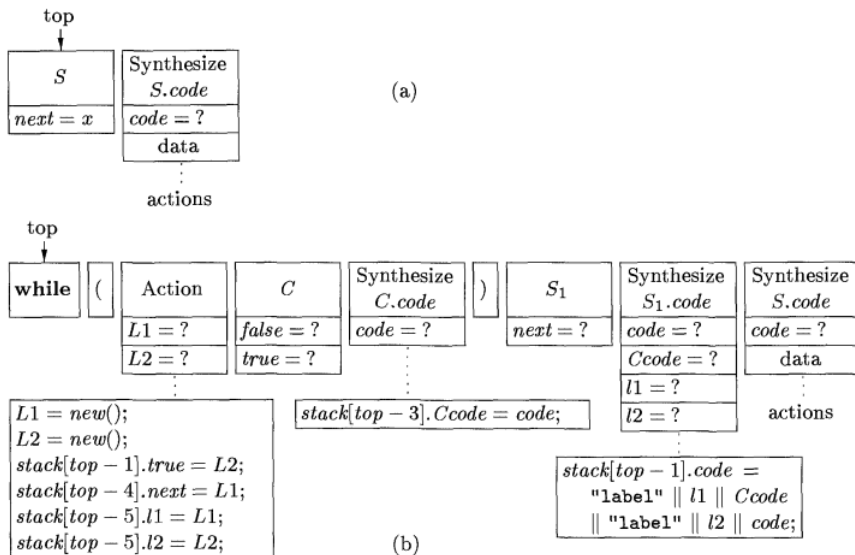 top
S
next = x
Synthesize
S.code
code = ?
data
actions
(a)
top
while
(
Action
L1 = ?
L2 = ?
C
false = ?
true = ?
Synthesize
C.code
code = ?
)
S₁
next = ?
Synthesize
S₁.code
code = ?
Ccode = ?
l1 = ?
l2 = ?
Synthesize
S.code
code = ?
data
actions
L1 = new();
L2 = new();
stack[top − 1].true = L2;
stack[top − 4].next = L1;
stack[top − 5].l1 = L1;
stack[top − 5].l2 = L2;
stack[top − 3].Ccode = code;
stack[top − 1].code =
"label" || l1 || Ccode
|| "label" || l2 || code;
(b)